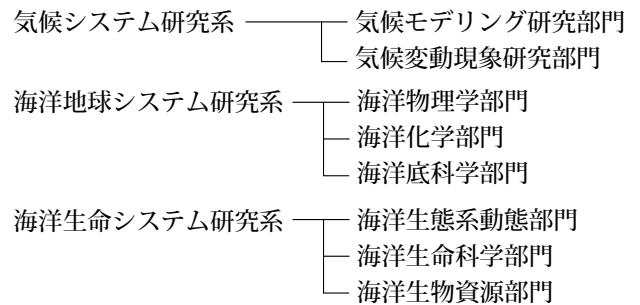 気候システム研究系 気候モデリング研究部門
気候変動現象研究部門
海洋地球システム研究系 海洋物理学部門
海洋化学部門
海洋底科学部門
海洋生命システム研究系 海洋生態系動態部門
海洋生命科学部門
海洋生物資源部門